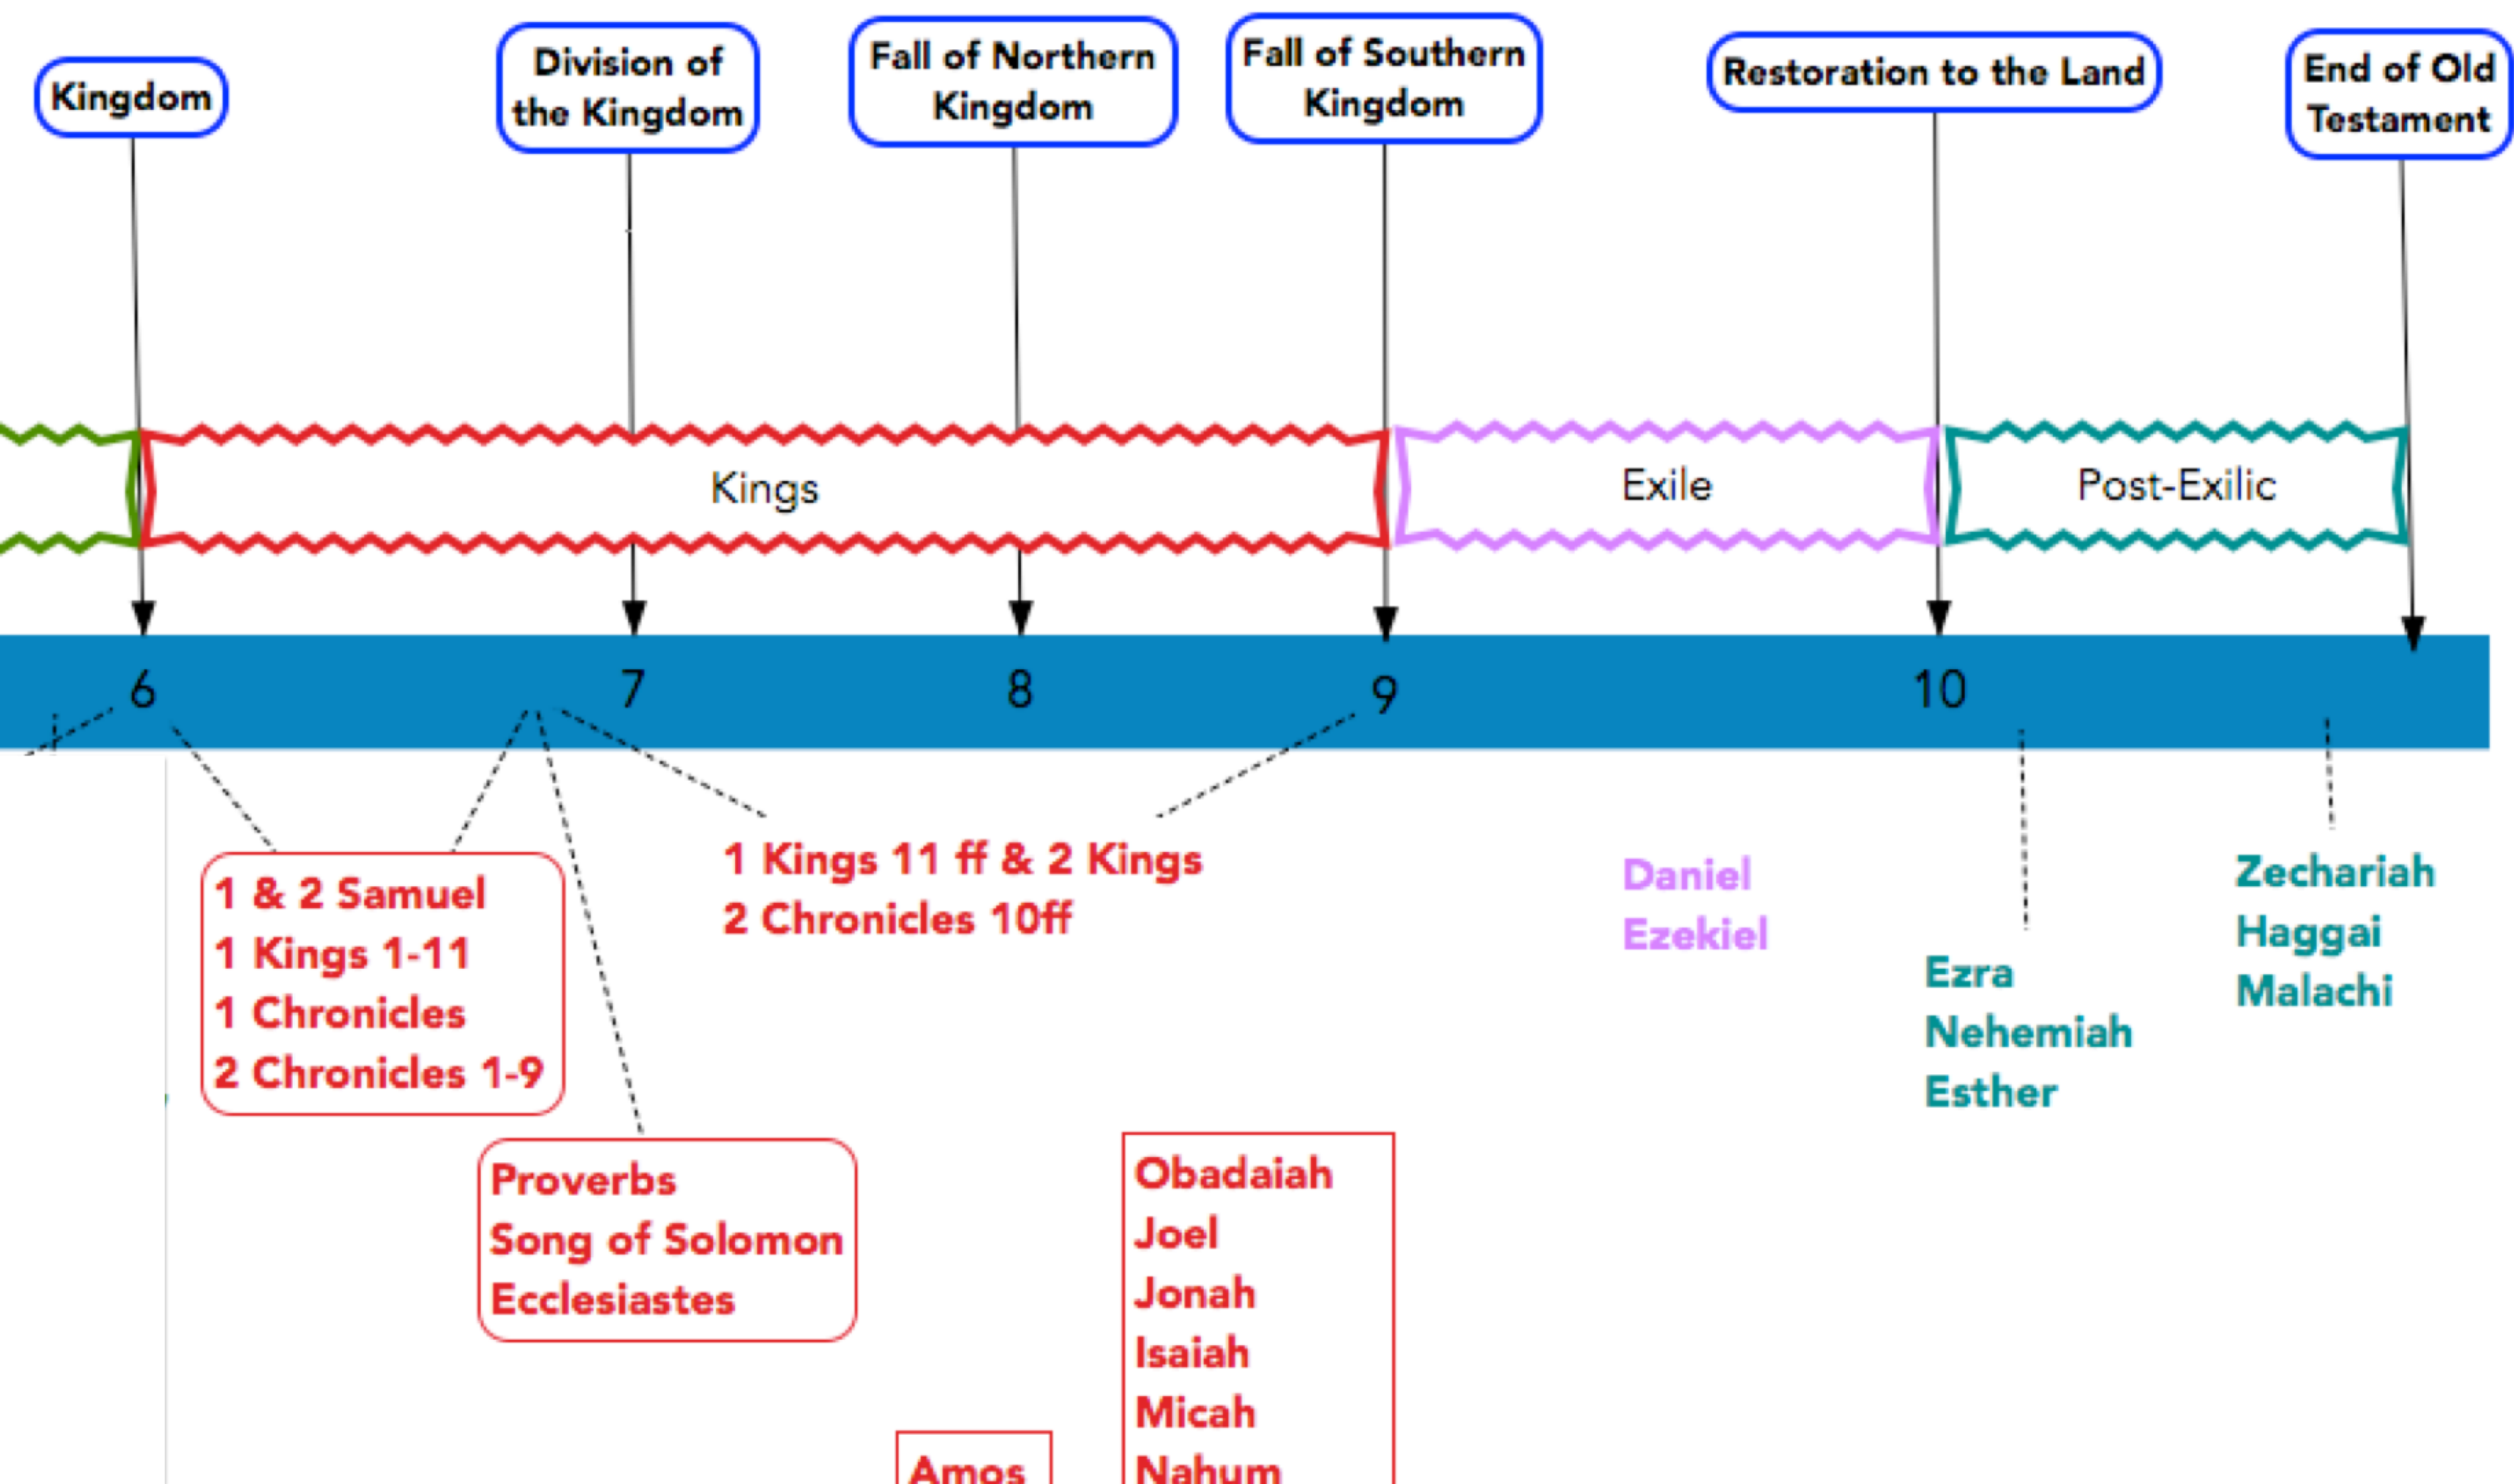 Kingdom
Division of
the Kingdom
Fall of Northern
Kingdom
Fall of Southern
Kingdom
Restoration to the Land
End of Old
Testament
Kings
Exile
Post-Exilic
6
7
8
9
10
1 & 2 Samuel
1 Kings 1-11
1 Chronicles
2 Chronicles 1-9
1 Kings 11 ff & 2 Kings
2 Chronicles 10ff
Daniel
Ezekiel
Ezra
Nehemiah
Esther
Zechariah
Haggai
Malachi
Proverbs
Song of Solomon
Ecclesiastes
Obadaiah
Joel
Jonah
Isaiah
Micah
Nahum
Amos